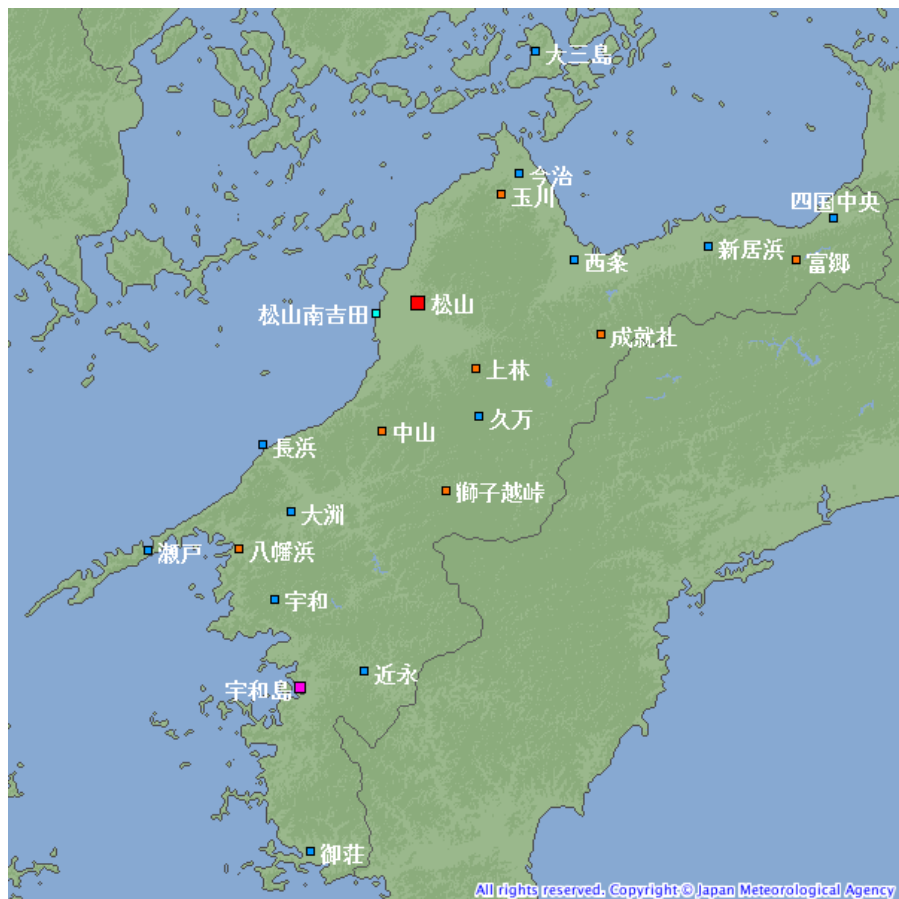 大三島
今治
玉川
四国中央
新居浜
西条
富郷
松山
松山南吉田
成就社
上林
久万
中山
長浜
獅子越峠
大洲
瀬戸
八幡浜
宇和
近永
宇和島
御荘
All rights reserved. Copyright © Japan Meteorological Agency